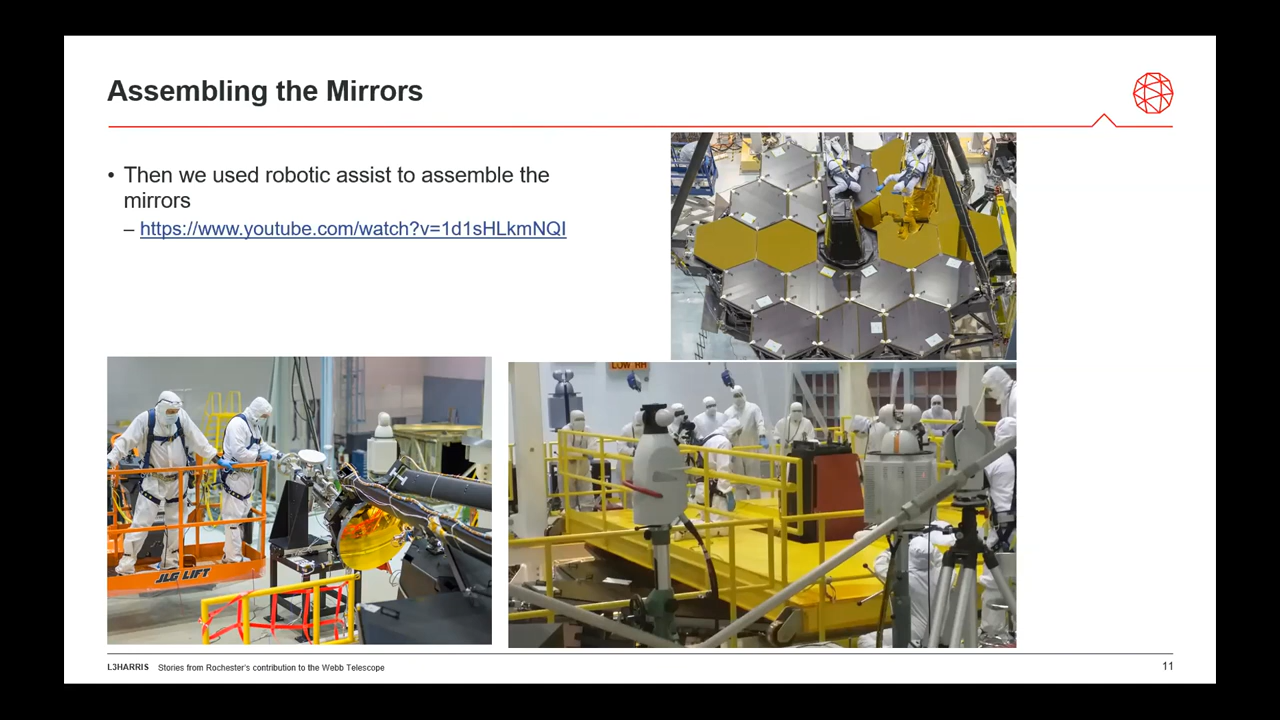 Assembling the Mirrors
• Then we used robotic assist to assemble the
mirrors
– https://www.youtube.com/watch?v=1d1sHLkmNQI
LOW RH
JLG LIFT
L3HARRIS Stories from Rochester's contribution to the Webb Telescope
11